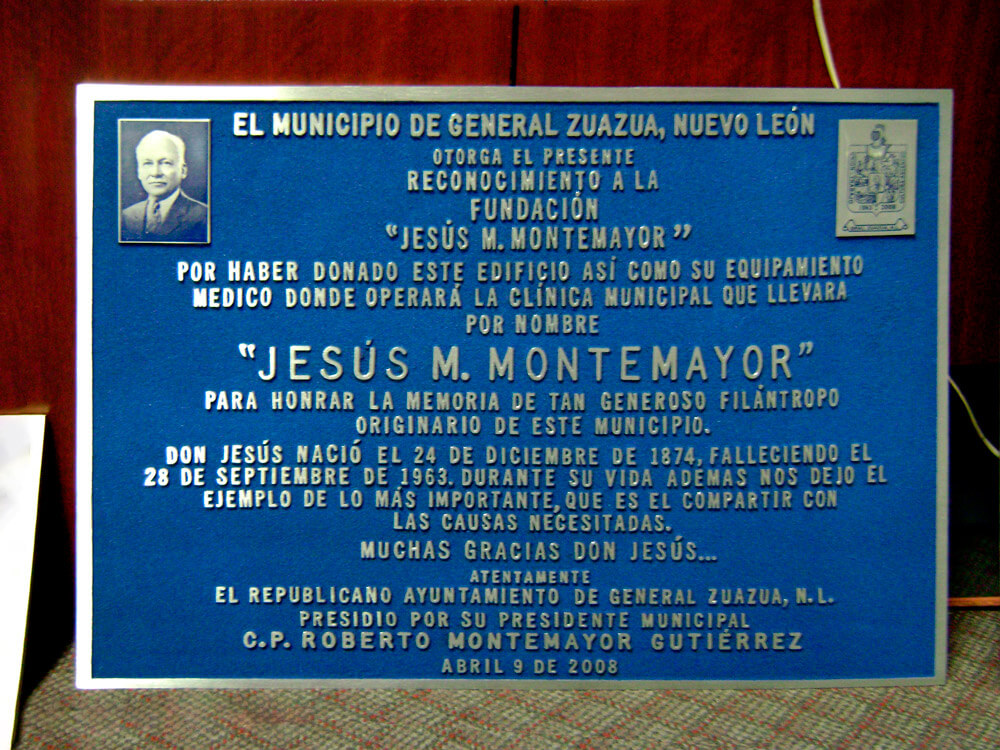 EL MUNICIPIO DE GENERAL ZUAZUA, NUEVO LEÓN
OTORGA EL PRESENTE
RECONOCIMIENTO A LA
FUNDACIÓN
"JESÚS M. MONTEMAYOR"
POR HABER DONADO ESTE EDIFICIO ASÍ COMO SU EQUIPAMIENTO
MEDICO DONDE OPERARÁ LA CLÍNICA MUNICIPAL QUE LLEVARA
POR NOMBRE
"JESÚS M. MONTEMAYOR"
PARA HONRAR LA MEMORIA DE TAN GENEROSO FILÁNTROPO
ORIGINARIO DE ESTE MUNICIPIO.
DON JESÚS NACIÓ EL 24 DE DICIEMBRE DE 1874, FALLECIENDO EL
28 DE SEPTIEMBRE DE 1963. DURANTE SU VIDA ADEMAS NOS DEJO EL
EJEMPLO DE LO MÁS IMPORTANTE, QUE ES EL COMPARTIR CON
LAS CAUSAS NECESITADAS.
MUCHAS GRACIAS DON JESÚS...
ATENTAMENTE
EL REPUBLICANO AYUNTAMIENTO DE GENERAL ZUAZUA, N.L.
PRESIDIO POR SU PRESIDENTE MUNICIPAL
C.P. ROBERTO MONTEMAYOR GUTIÉRREZ
ABRIL 9 DE 2008